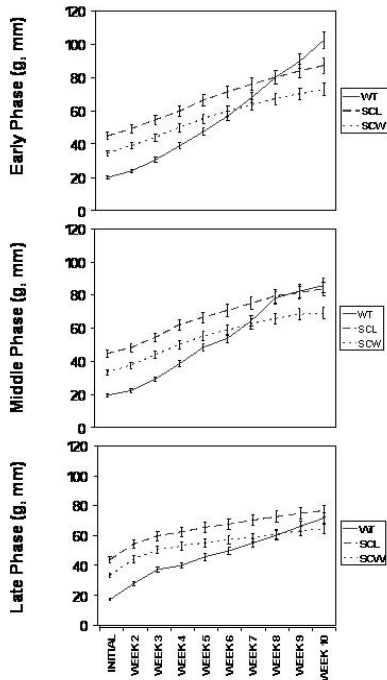 Early Phase (g, mm)
120
100
80
60
40
20
0
WT
SCL
SCW
Middle Phase (g, mm)
120
100
80
60
40
20
0
WT
SCL
SCW
Late Phase (g, mm)
120
100
80
60
40
20
0
WT
SCL
SCW
INITIAL
WEEK 2
WEEK 3
WEEK 4
WEEK 5
WEEK 6
WEEK 7
WEEK 8
WEEK 9
WEEK 10